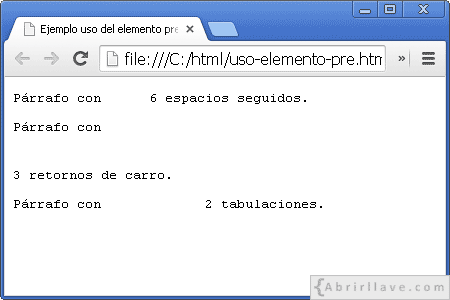 Ejemplo uso del elemento pre
file:///C:/html/uso-elemento-pre.htm
Párrafo con      6 espacios seguidos.
Párrafo con
3 retornos de carro.
Párrafo con             2 tabulaciones.
{Abrirllave.com